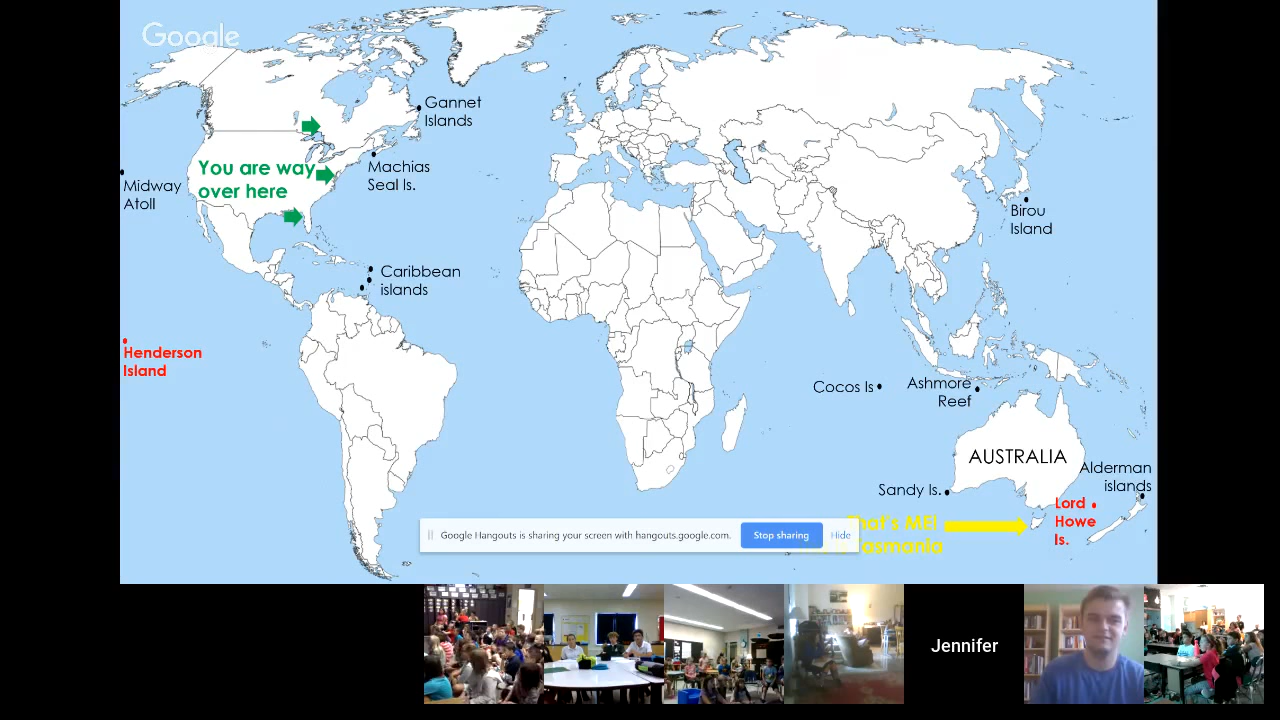 Google
Gannet
Islands
You are way
over here
Machias
Seal Is.
Midway
Atoll
Birou
Island
Caribbean
islands
Henderson
Island
Cocos Is
Ashmore
Reef
AUSTRALIA
Alderman
islands
Sandy Is.
Lord
Howe
Is.
That's ME!
Tasmania
Google Hangouts is sharing your screen with hangouts.google.com.
Stop sharing
Hide
Jennifer